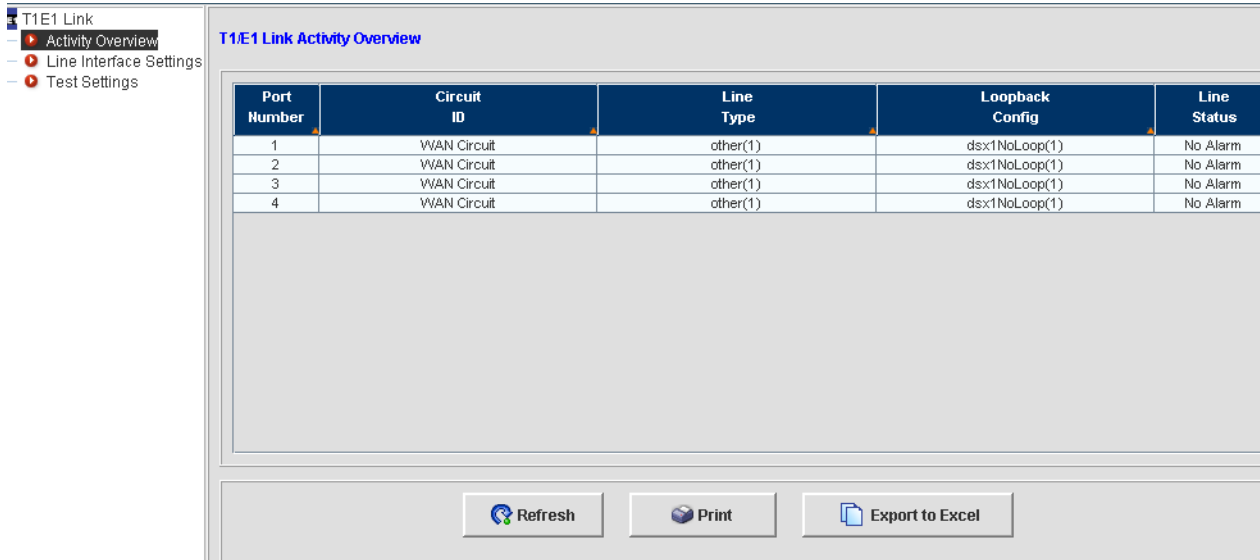 T1E1 Link
Activity Overview
Line Interface Settings
Test Settings
T1/E1 Link Activity Overview
Port Number Circuit ID Line Type Loopback Config Line Status
1 WAN Circuit other(1) dsx1NoLoop(1) No Alarm
2 WAN Circuit other(1) dsx1NoLoop(1) No Alarm
3 WAN Circuit other(1) dsx1NoLoop(1) No Alarm
4 WAN Circuit other(1) dsx1NoLoop(1) No Alarm
Refresh Print Export to Excel